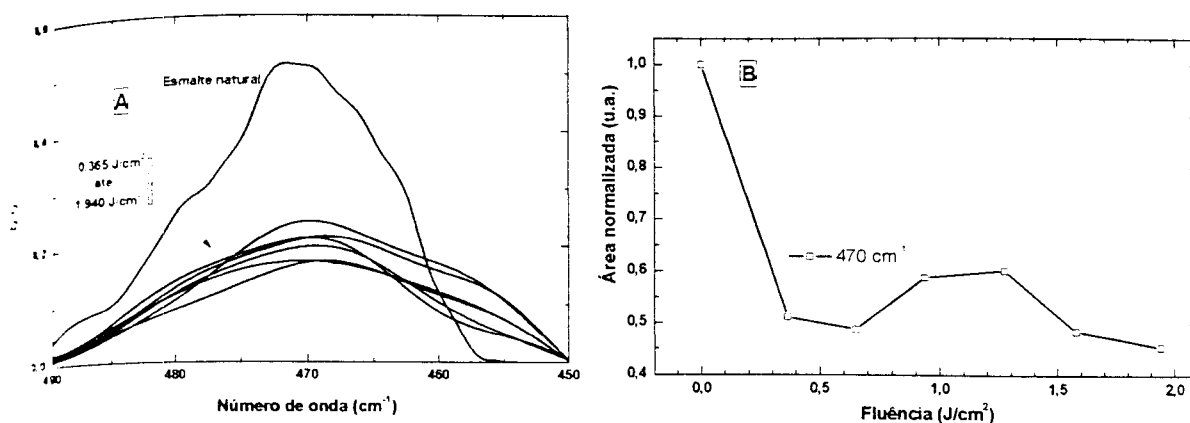 Esmalte natural
A
0.365 J/cm²
até
1.940 J/cm²
490
480
470
460
450
Número de onda (cm⁻¹)
B
1,0
0,9
0,8
0,7
0,6
0,5
0,4
Área normalizada (u.a.)
470 cm⁻¹
0,0
0,5
1,0
1,5
2,0
Fluência (J/cm²)